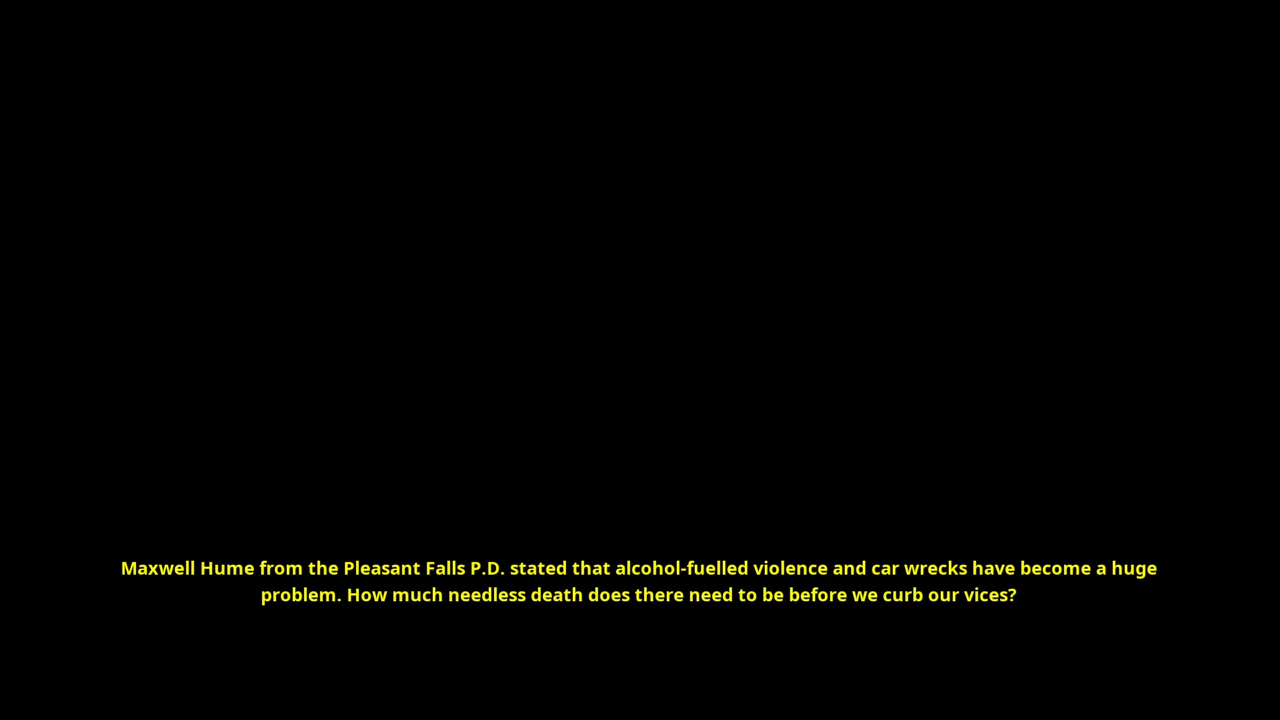 Maxwell Hume from the Pleasant Falls P.D. stated that alcohol-fuelled violence and car wrecks have become a huge
problem. How much needless death does there need to be before we curb our vices?